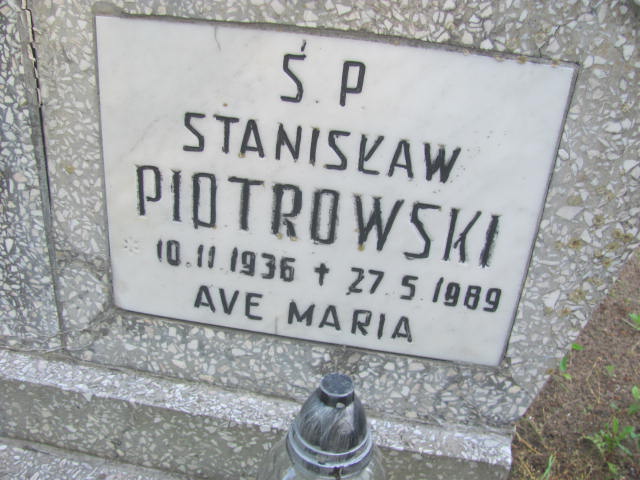 Ś P
STANISŁAW
PIOTROWSKI
* 10.11.1936 + 27.5.1989
AVE MARIA